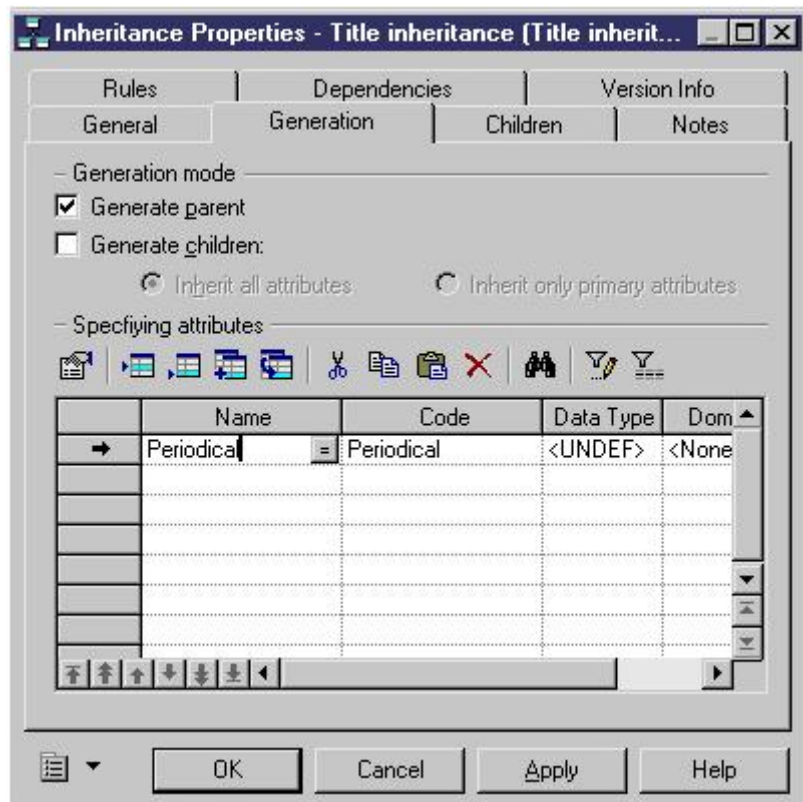 Inheritance Properties - Title inheritance (Title inherit...
Rules Dependencies Version Info
General Generation Children Notes
Generation mode
Generate parent
Generate children:
Inherit all attributes Inherit only primary attributes
Specfiying attributes
Name Code Data Type Dom
Periodical = Periodical <UNDEF> <None
OK Cancel Apply Help